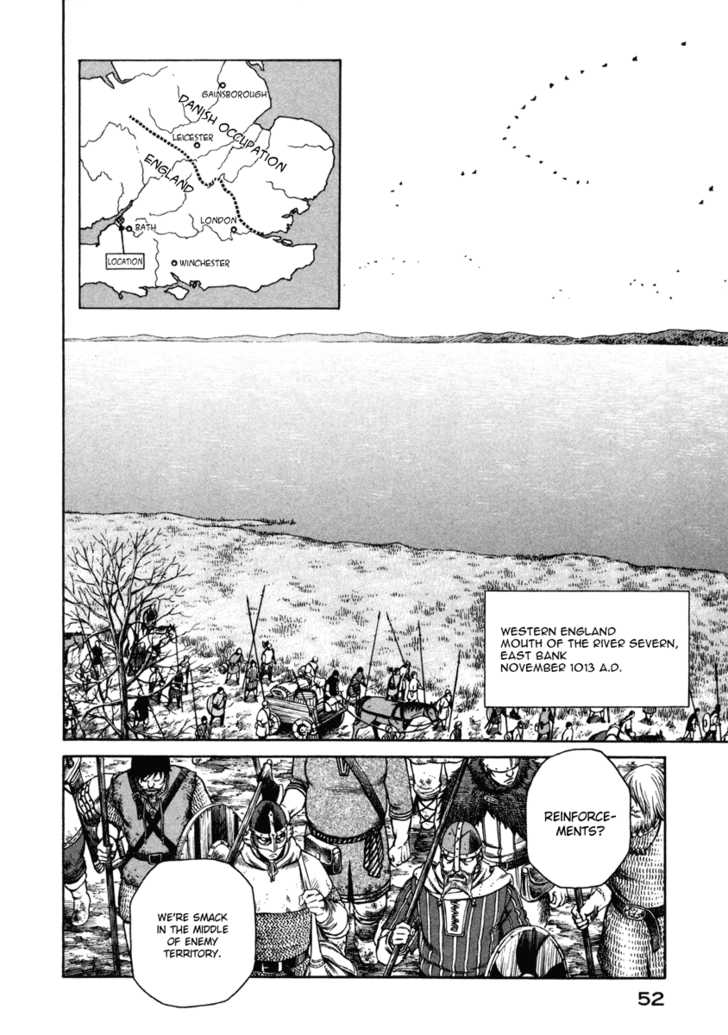 GAINSBOROUGH
DANISH OCCUPATION
LEICESTER
ENGLAND
LONDON
BATH
LOCATION
WINCHESTER
WESTERN ENGLAND
MOUTH OF THE RIVER SEVERN,
EAST BANK
NOVEMBER 1013 A.D.
REINFORCE-
MENTS?
WE'RE SMACK
IN THE MIDDLE
OF ENEMY
TERRITORY.
52